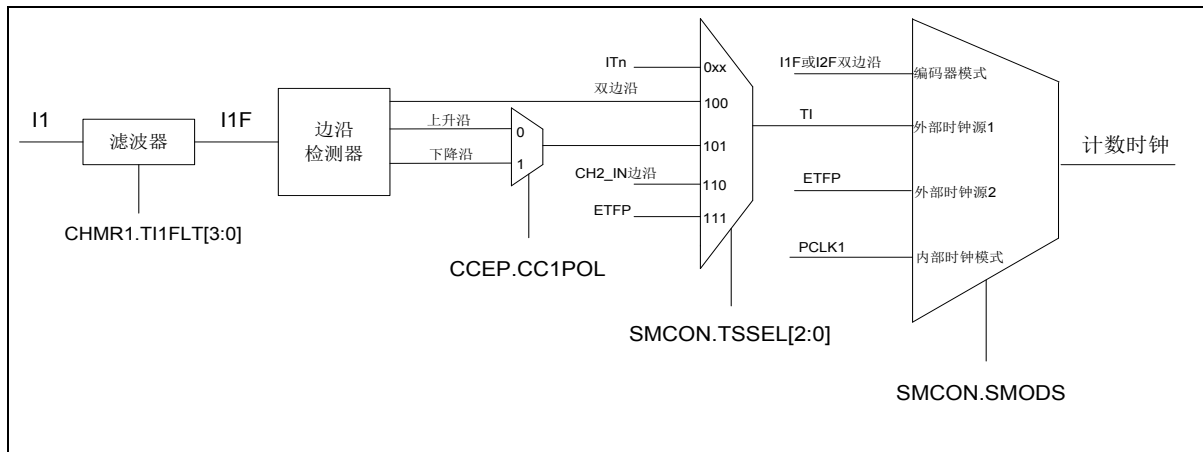 I1
滤波器
I1F
CHMR1.TI1FLT[3:0]
边沿
检测器
双边沿
上升沿
下降沿
0
1
CCEP.CC1POL
ITn
0xx
100
101
CH2_IN边沿
110
ETFP
111
SMCON.TSSEL[2:0]
I1F或I2F双边沿
编码器模式
TI
外部时钟源1
ETFP
外部时钟源2
PCLK1
内部时钟模式
SMCON.SMODS
计数时钟